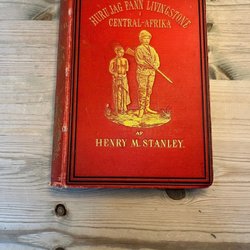 HURU JAG FANN LIVINGSTONE
CENTRAL-AFRIKA
AF
HENRY M. STANLEY.